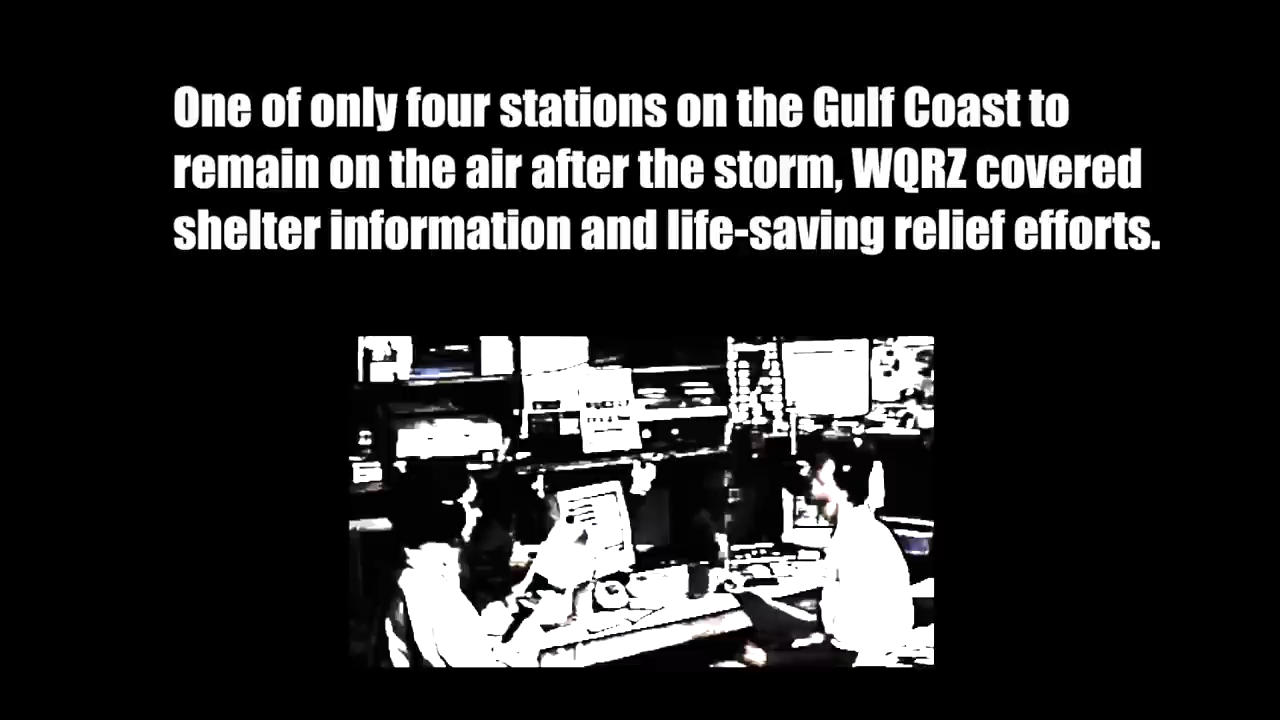 One of only four stations on the Gulf Coast to
remain on the air after the storm, WQRZ covered
shelter information and life-saving relief efforts.